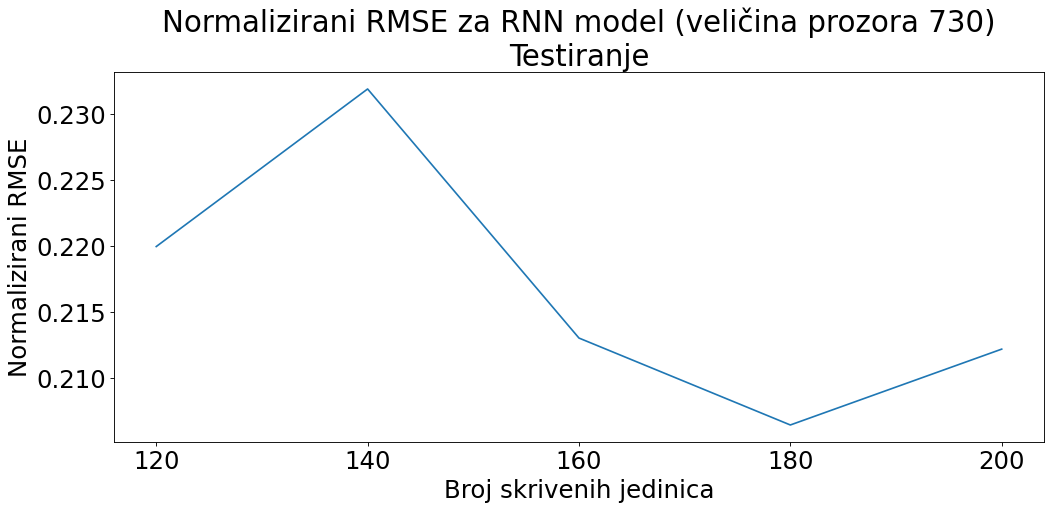 Normalizirani RMSE za RNN model (veličina prozora 730)
Testiranje
0.230
0.225
0.220
0.215
0.210
Normalizirani RMSE
120 140 160 180 200
Broj skrivenih jedinica